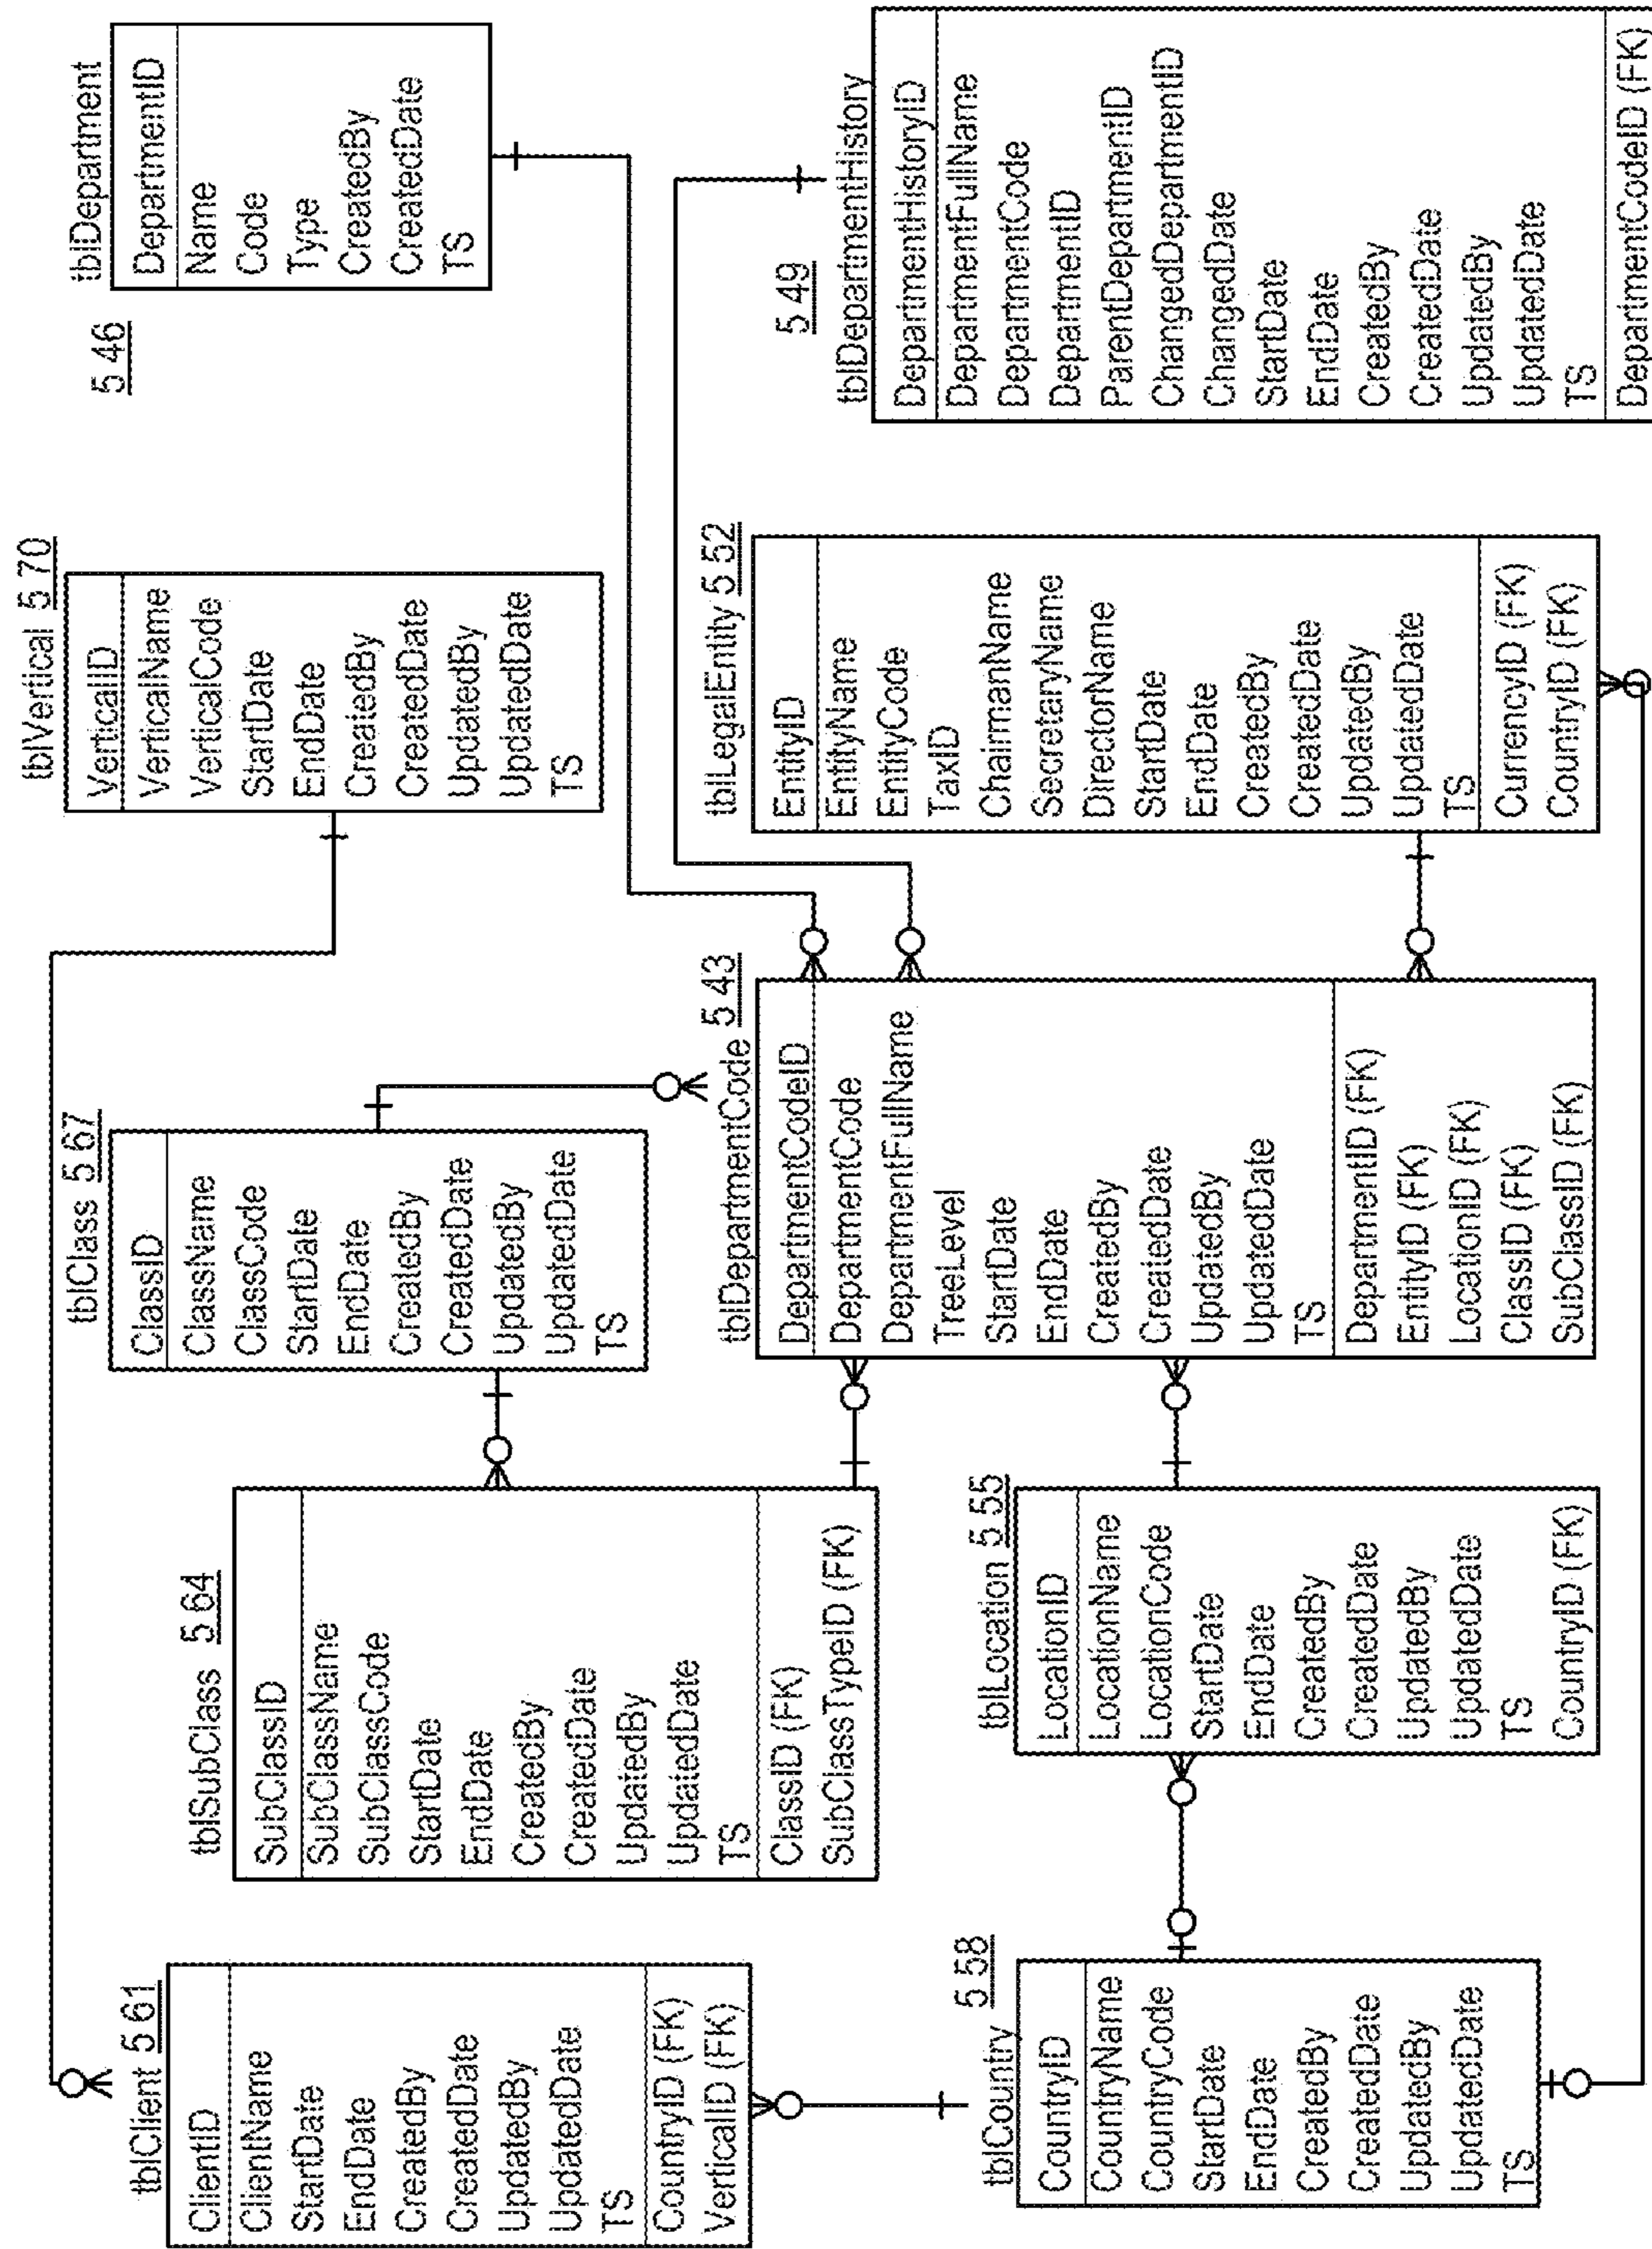 tblClient 5 61
ClientID
ClientName
StartDate
EndDate
CreatedBy
CreatedDate
UpdatedBy
UpdatedDate
TS
CountryID (FK)
VerticalID (FK)
tblCountry 5 58
CountryID
CountryName
CountryCode
StartDate
EndDate
CreatedBy
CreatedDate
UpdatedBy
UpdatedDate
TS
tblSubClass 5 64
SubClassID
SubClassName
SubClassCode
StartDate
EndDate
CreatedBy
CreatedDate
UpdatedBy
UpdatedDate
TS
ClassID (FK)
SubClassTypeID (FK)
tblLocation 5 55
LocationID
LocationName
LocationCode
StartDate
EndDate
CreatedBy
CreatedDate
UpdatedBy
UpdatedDate
TS
CountryID (FK)
tblClass 5 67
ClassID
ClassName
ClassCode
StartDate
EndDate
CreatedBy
CreatedDate
UpdatedBy
UpdatedDate
TS
tblDepartmentCode 5 43
DepartmentCodeID
DepartmentCode
DepartmentFullName
TreeLevel
StartDate
EndDate
CreatedBy
CreatedDate
UpdatedBy
UpdatedDate
TS
DepartmentID (FK)
EntityID (FK)
LocationID (FK)
ClassID (FK)
SubClassID (FK)
tblVertical 5 70
VerticalID
VerticalName
VerticalCode
StartDate
EndDate
CreatedBy
CreatedDate
UpdatedBy
UpdatedDate
TS
tblLegalEntity 5 52
EntityID
EntityName
EntityCode
TaxID
ChairmanName
SecretaryName
DirectorName
StartDate
EndDate
CreatedBy
CreatedDate
UpdatedBy
UpdatedDate
TS
CurrencyID (FK)
CountryID (FK)
5 46
tblDepartment
DepartmentID
Name
Code
Type
CreatedBy
CreatedDate
TS
5 49
tblDepartmentHistory
DepartmentHistoryID
DepartmentFullName
DepartmentCode
DepartmentID
ParentDepartmentID
ChangedDepartmentID
ChangedDate
StartDate
EndDate
CreatedBy
CreatedDate
UpdatedBy
UpdatedDate
TS
DepartmentCodeID (FK)